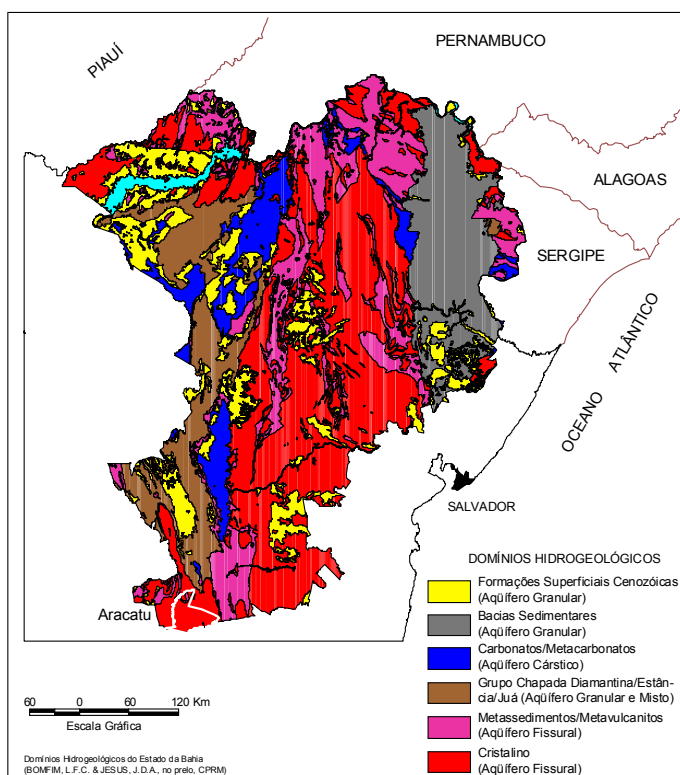 PERNAMBUCO
PIAUÍ
ALAGOAS
SERGIPE
OCEANO ATLÂNTICO
SALVADOR
Aracatu
DOMÍNIOS HIDROGEOLÓGICOS
Formações Superficiais Cenozóicas
(Aqüífero Granular)
Bacias Sedimentares
(Aqüífero Granular)
Carbonatos/Metacarbonatos
(Aqüífero Cárstico)
Grupo Chapada Diamantina/Estân-
cia/Juá (Aqüífero Granular e Misto)
Metassedimentos/Metavulcanitos
(Aqüífero Fissural)
Cristalino
(Aqüífero Fissural)
60 0 60 120 Km
Escala Gráfica
Domínios Hidrogeológicos do Estado da Bahia
(BOMFIM, L.F.C. & JESUS, J.D.A., no prelo, CPRM)